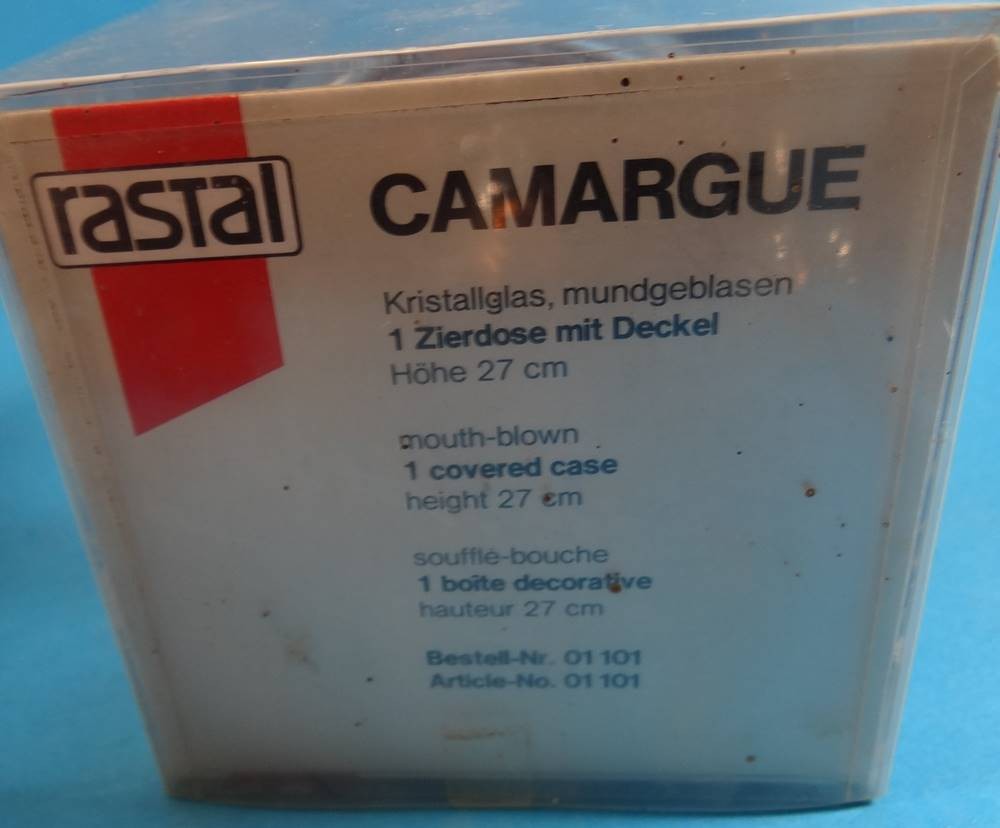 rastal
CAMARGUE
Kristallglas, mundgeblasen
1 Zierdose mit Deckel
Höhe 27 cm
mouth-blown
1 covered case
height 27 cm
soufflé-bouche
1 boîte decorative
hauteur 27 cm
Bestell-Nr. 01 101
Article-No. 01 101